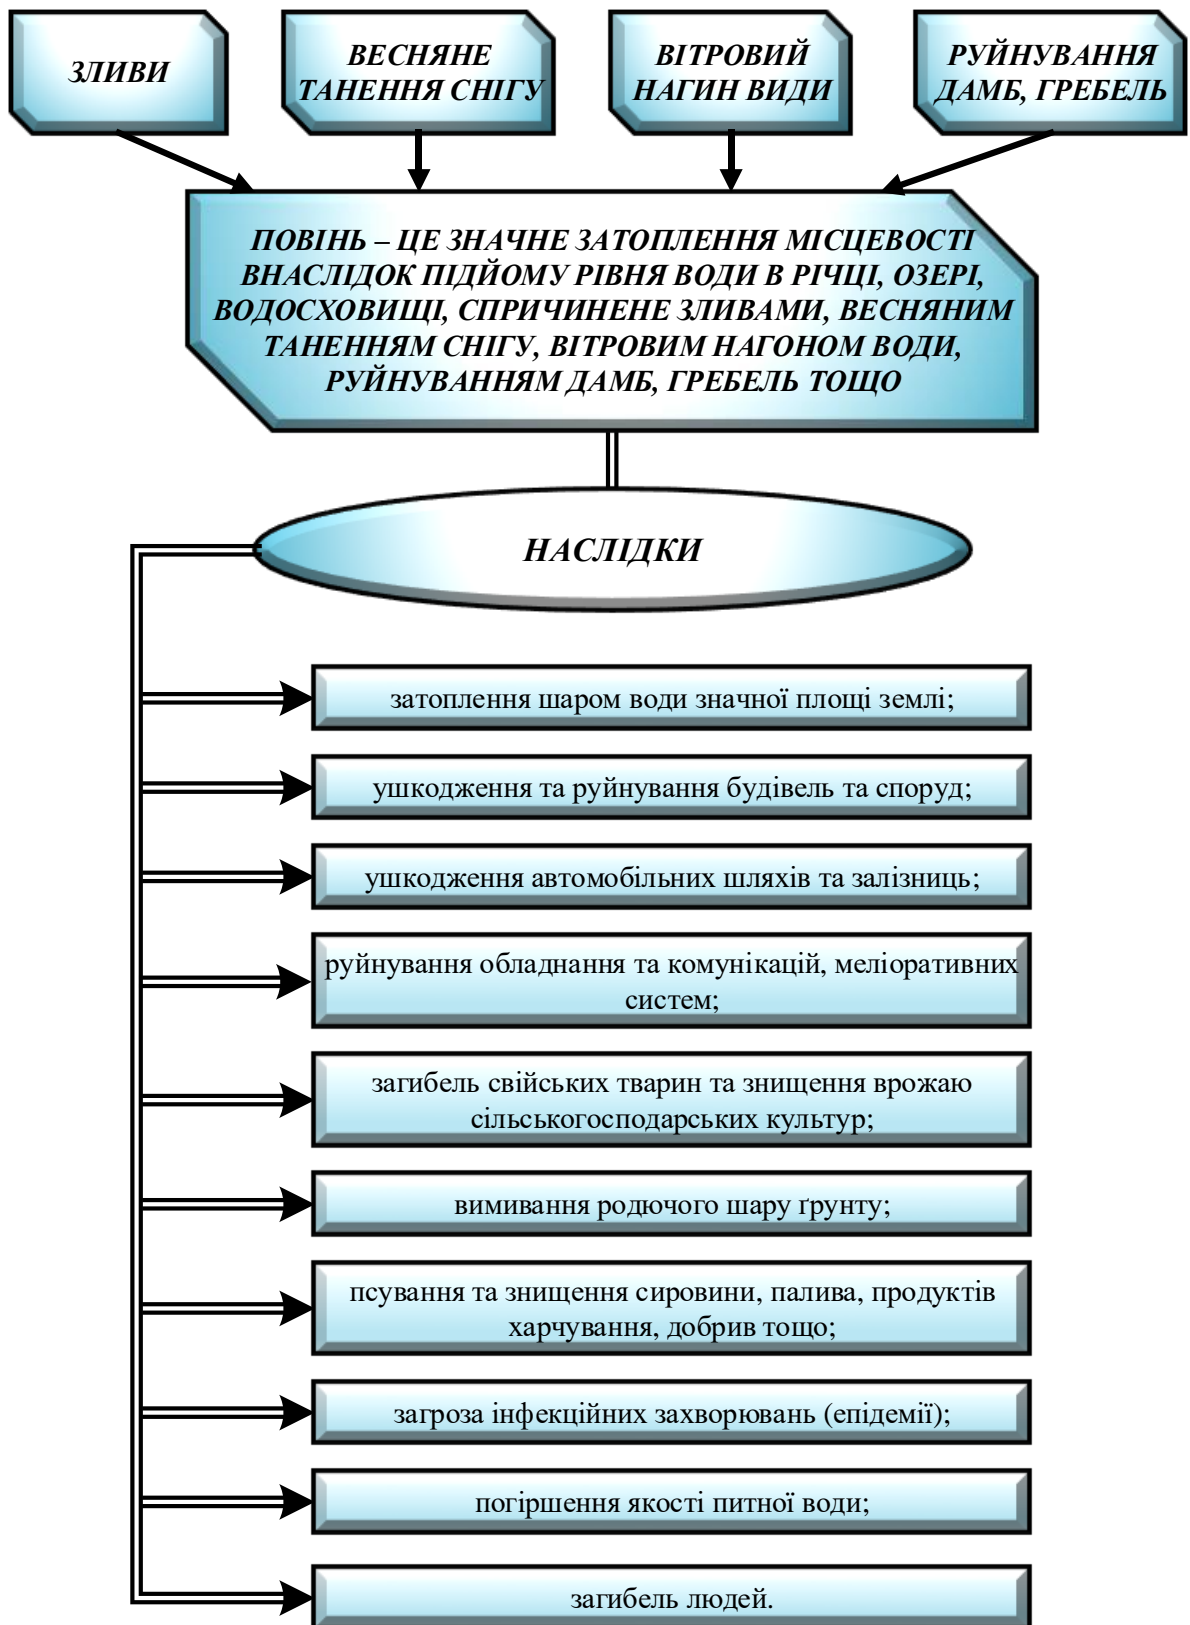 ЗЛИВИ
ВЕСНЯНЕ
ТАНЕННЯ СНІГУ
ВІТРОВИЙ
НАГИН ВИДИ
РУЙНУВАННЯ
ДАМБ, ГРЕБЕЛЬ
ПОВІНЬ – ЦЕ ЗНАЧНЕ ЗАТОПЛЕННЯ МІСЦЕВОСТІ
ВНАСЛІДОК ПІДЙОМУ РІВНЯ ВОДИ В РІЧЦІ, ОЗЕРІ,
ВОДОСХОВИЩІ, СПРИЧИНЕНЕ ЗЛИВАМИ, ВЕСНЯНИМ
ТАНЕННЯМ СНІГУ, ВІТРОВИМ НАГОНОМ ВОДИ,
РУЙНУВАННЯМ ДАМБ, ГРЕБЕЛЬ ТОЩО
НАСЛІДКИ
затоплення шаром води значної площі землі;
ушкодження та руйнування будівель та споруд;
ушкодження автомобільних шляхів та залізниць;
руйнування обладнання та комунікацій, меліоративних
систем;
загибель свійських тварин та знищення врожаю
сільськогосподарських культур;
вимивання родючого шару ґрунту;
псування та знищення сировини, палива, продуктів
харчування, добрив тощо;
загроза інфекційних захворювань (епідемії);
погіршення якості питної води;
загибель людей.